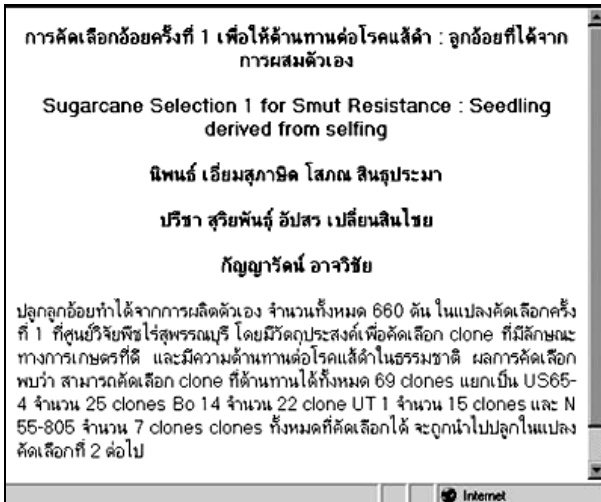 การคัดเลือกอ้อยครั้งที่ 1 เพื่อให้ต้านทานต่อโรคแส้ดำ : ลูกอ้อยที่ได้จาก
การผสมตัวเอง
Sugarcane Selection 1 for Smut Resistance : Seedling
derived from selfing
นิพนธ์ เอี่ยมสุภาษิต โสภณ สินธุประมา
ปรีชา สุริยพันธุ์ อัปสร เปลี่ยนสินไชย
กัญญารัตน์ อาจวิชัย
ปลูกลูกอ้อยทำได้จากการผลิตตัวเอง จำนวนทั้งหมด 660 ต้น ในแปลงคัดเลือกครั้ง
ที่ 1 ที่ศูนย์วิจัยพืชไร่สุพรรณบุรี โดยมีวัตถุประสงค์เพื่อคัดเลือก clone ที่มีลักษณะ
ทางการเกษตรที่ดี และมีความต้านทานต่อโรคแส้ดำในธรรมชาติ ผลการคัดเลือก
พบว่า สามารถคัดเลือก clone ที่ต้านทานได้ทั้งหมด 69 clones แยกเป็น US65-
4 จำนวน 25 clones Bo 14 จำนวน 22 clone UT 1 จำนวน 15 clones และ N
55-805 จำนวน 7 clones clones ทั้งหมดที่คัดเลือกได้ จะถูกนำไปปลูกในแปลง
คัดเลือกที่ 2 ต่อไป
Internet